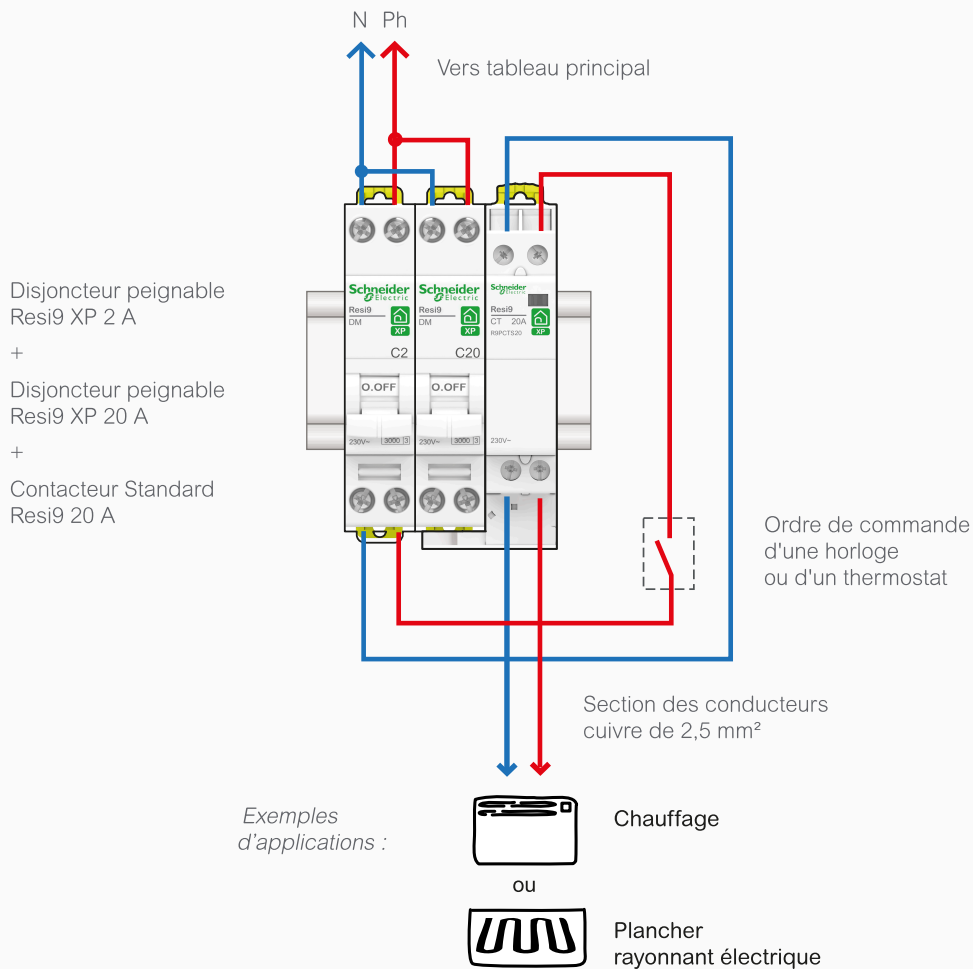 N Ph
Vers tableau principal
Disjoncteur peignable
Resi9 XP 2 A
+
Disjoncteur peignable
Resi9 XP 20 A
+
Contacteur Standard
Resi9 20 A
Schneider
Electric
Resi9
DM
XP
C2
O.OFF
230V~ 3000 3
Schneider
Electric
Resi9
DM
XP
C20
O.OFF
230V~ 3000 3
Schneider
Electric
Resi9
CT 20A
R9PCTS20
XP
230V~
Ordre de commande
d'une horloge
ou d'un thermostat
Section des conducteurs
cuivre de 2,5 mm²
Exemples
d’applications :
Chauffage
ou
Plancher
rayonnant électrique